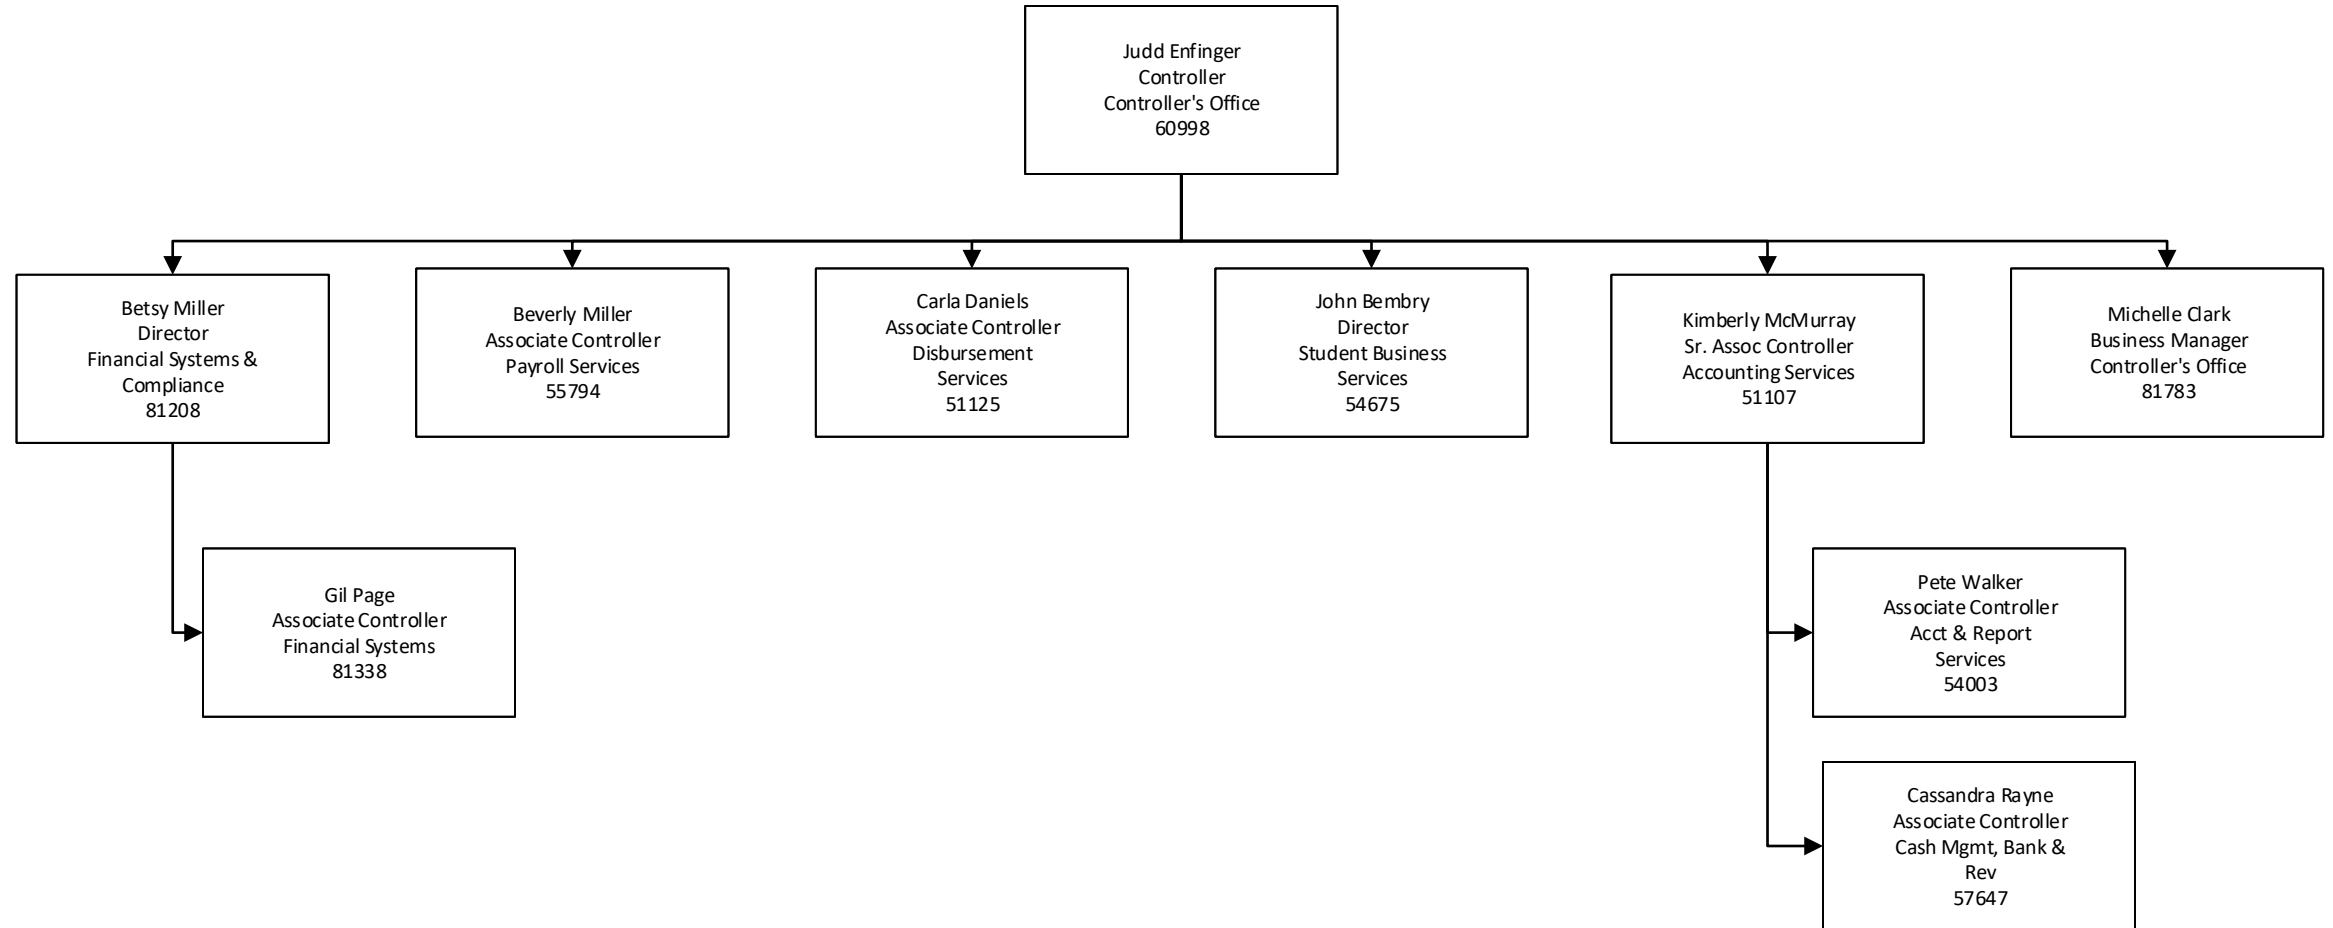 Judd Enfinger
Controller
Controller's Office
60998
Betsy Miller
Director
Financial Systems &
Compliance
81208
Beverly Miller
Associate Controller
Payroll Services
55794
Carla Daniels
Associate Controller
Disbursement
Services
51125
John Bembry
Director
Student Business
Services
54675
Kimberly McMurray
Sr. Assoc Controller
Accounting Services
51107
Michelle Clark
Business Manager
Controller's Office
81783
Gil Page
Associate Controller
Financial Systems
81338
Pete Walker
Associate Controller
Acct & Report
Services
54003
Cassandra Rayne
Associate Controller
Cash Mgmt, Bank &
Rev
57647